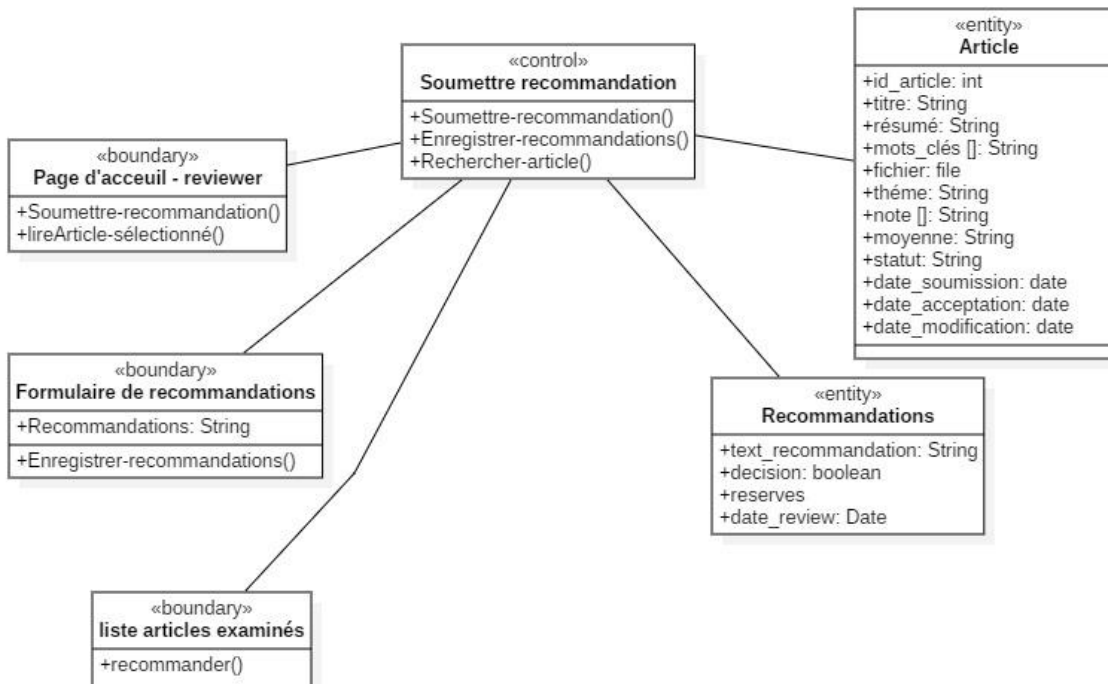 «entity»
Article
+id_article: int
+titre: String
+résumé: String
+mots_clés []: String
+fichier: file
+théme: String
+note []: String
+moyenne: String
+statut: String
+date_soumission: date
+date_acceptation: date
+date_modification: date
«control»
Soumettre recommandation
+Soumettre-recommandation()
+Enregistrer-recommandations()
+Rechercher-article()
«boundary»
Page d'acceuil - reviewer
+Soumettre-recommandation()
+lireArticle-sélectionné()
«boundary»
Formulaire de recommandations
+Recommandations: String
+Enregistrer-recommandations()
«entity»
Recommandations
+text_recommandation: String
+decision: boolean
+reserves
+date_review: Date
«boundary»
liste articles examinés
+recommander()